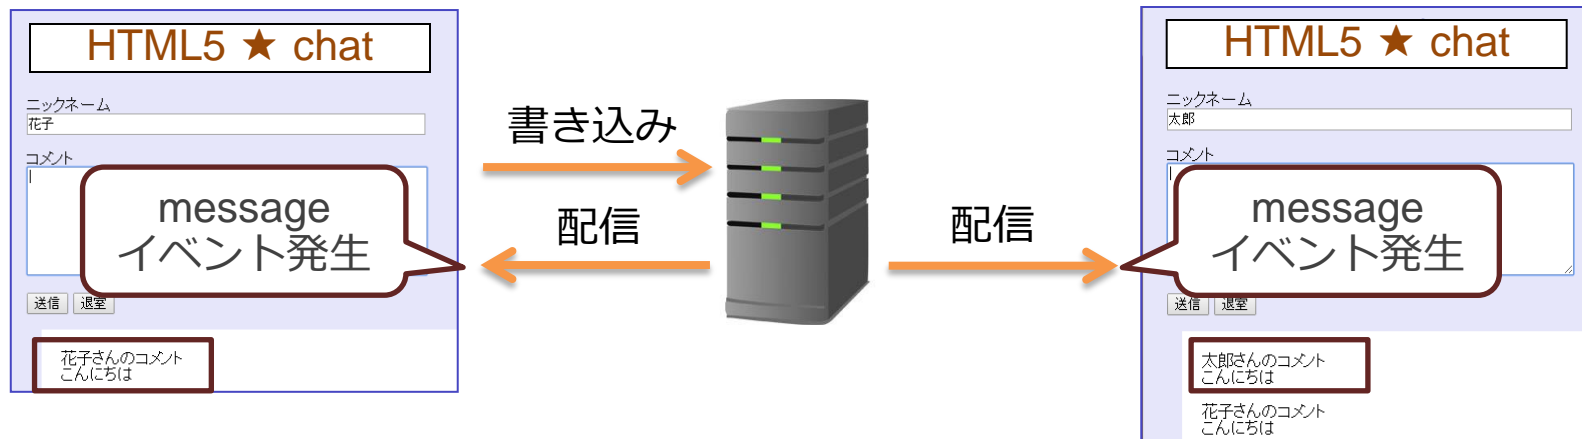 HTML5 ★ chat
ニックネーム
花子
コメント
message
イベント発生
送信 退室
花子さんのコメント
こんにちは
書き込み
配信
配信
HTML5 ★ chat
ニックネーム
太郎
コメント
message
イベント発生
送信 退室
太郎さんのコメント
こんにちは
花子さんのコメント
こんにちは